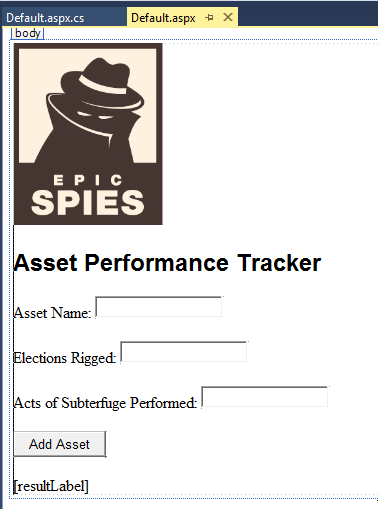 Default.aspx.cs
Default.aspx
body
EPIC
SPIES
Asset Performance Tracker
Asset Name:
Elections Rigged:
Acts of Subterfuge Performed:
Add Asset
[resultLabel]